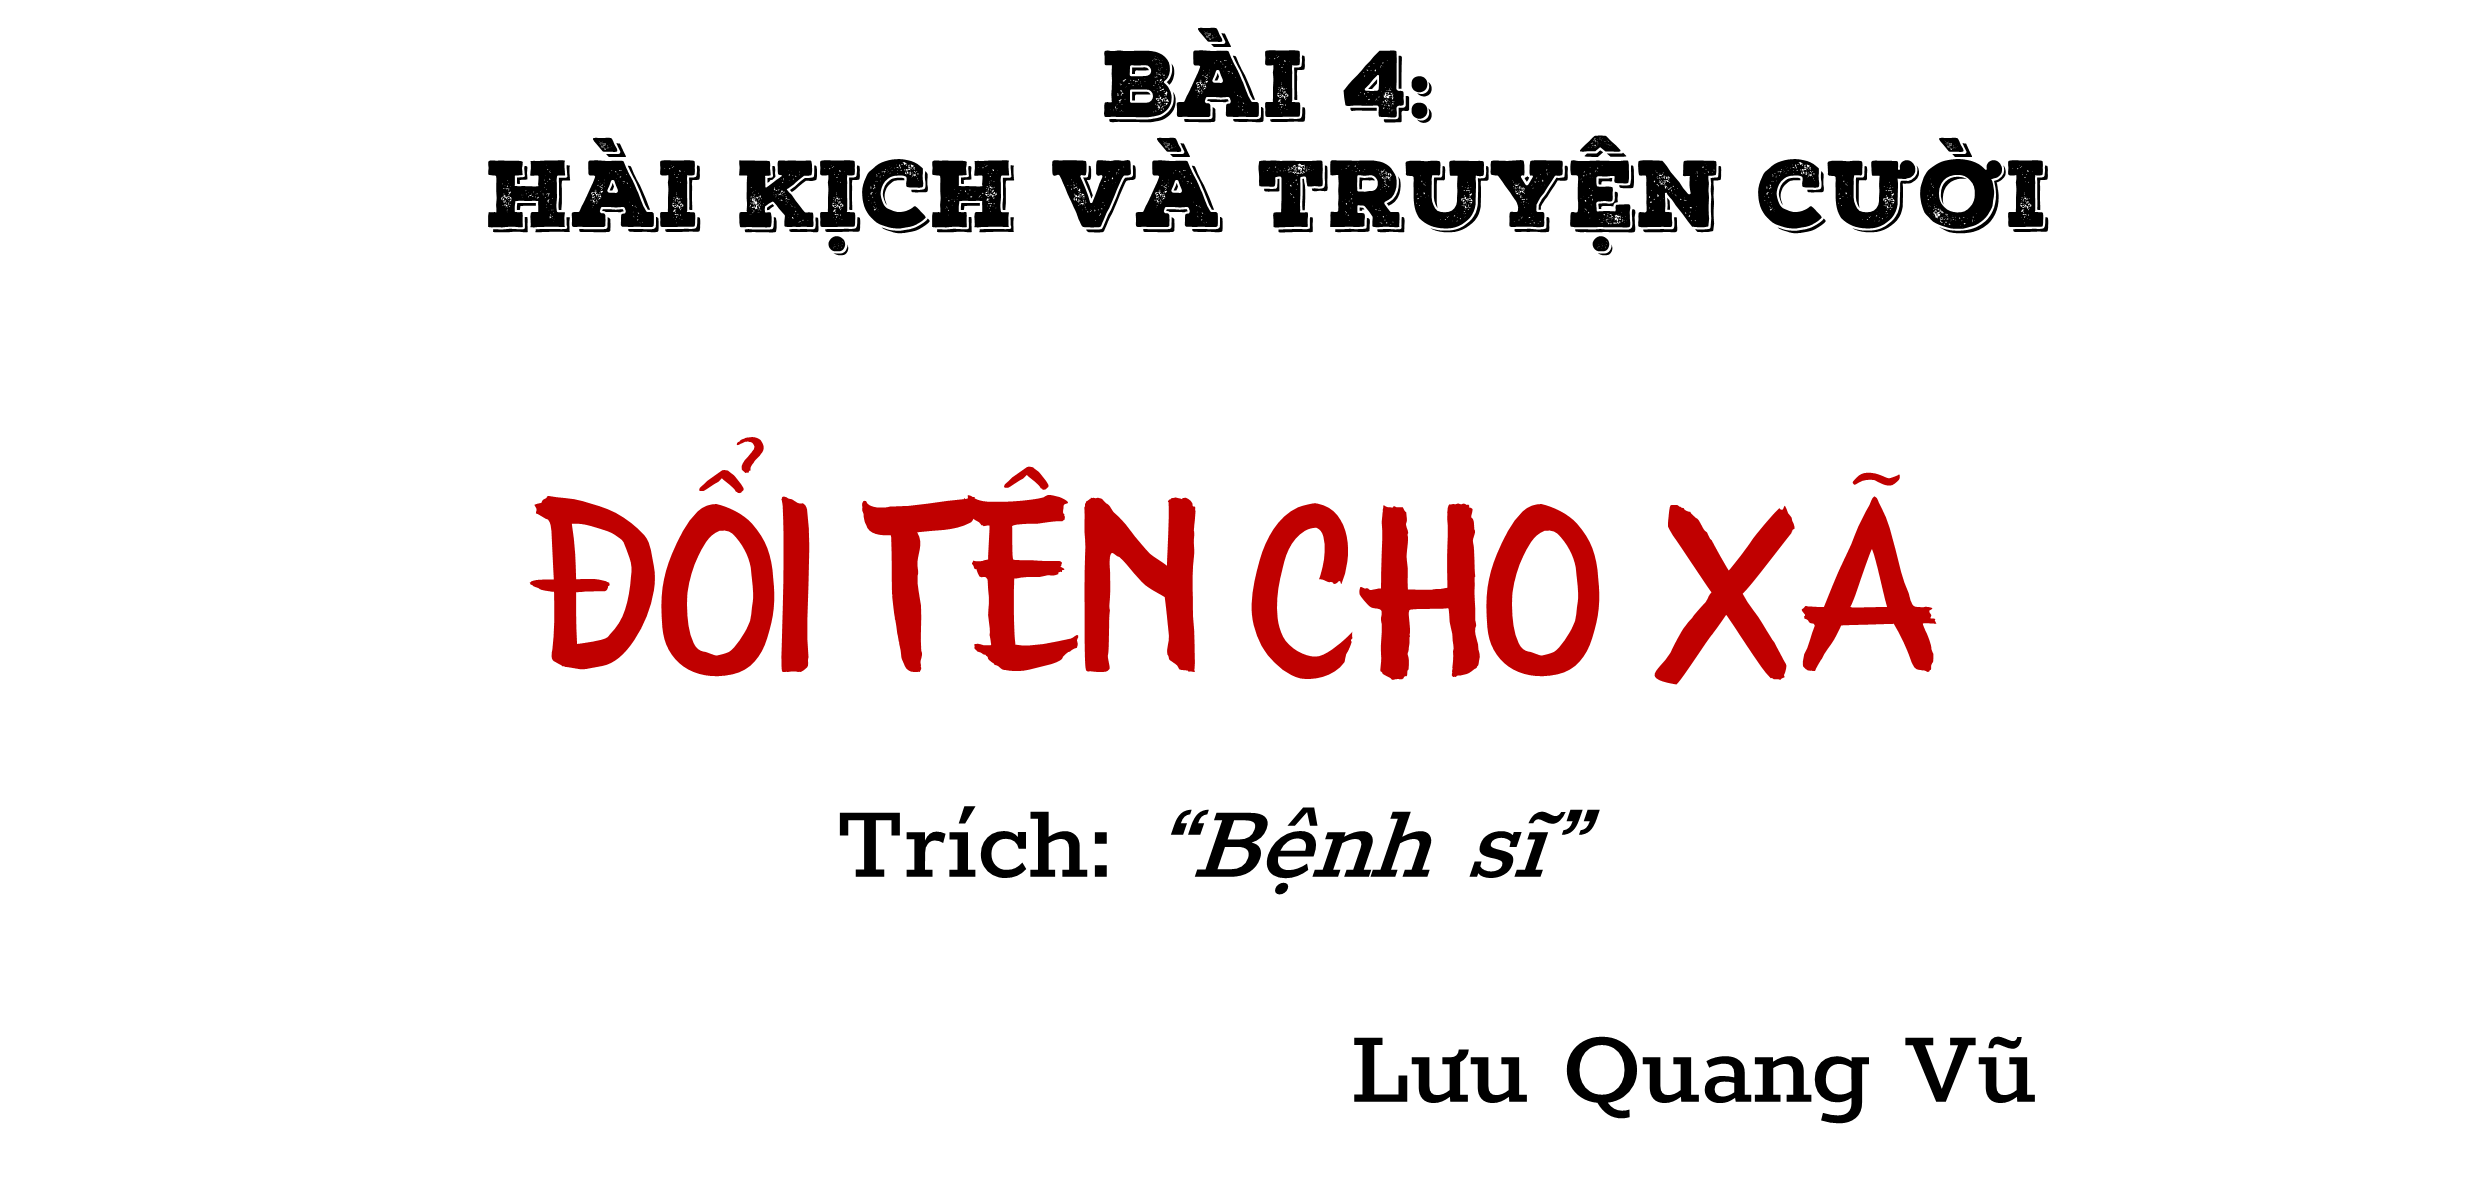 BÀI 4:
HÀI KỊCH VÀ TRUYỆN CƯỜI
ĐỔI TÊN CHO XÃ
Trích: “Bệnh sĩ”
Lưu Quang Vũ